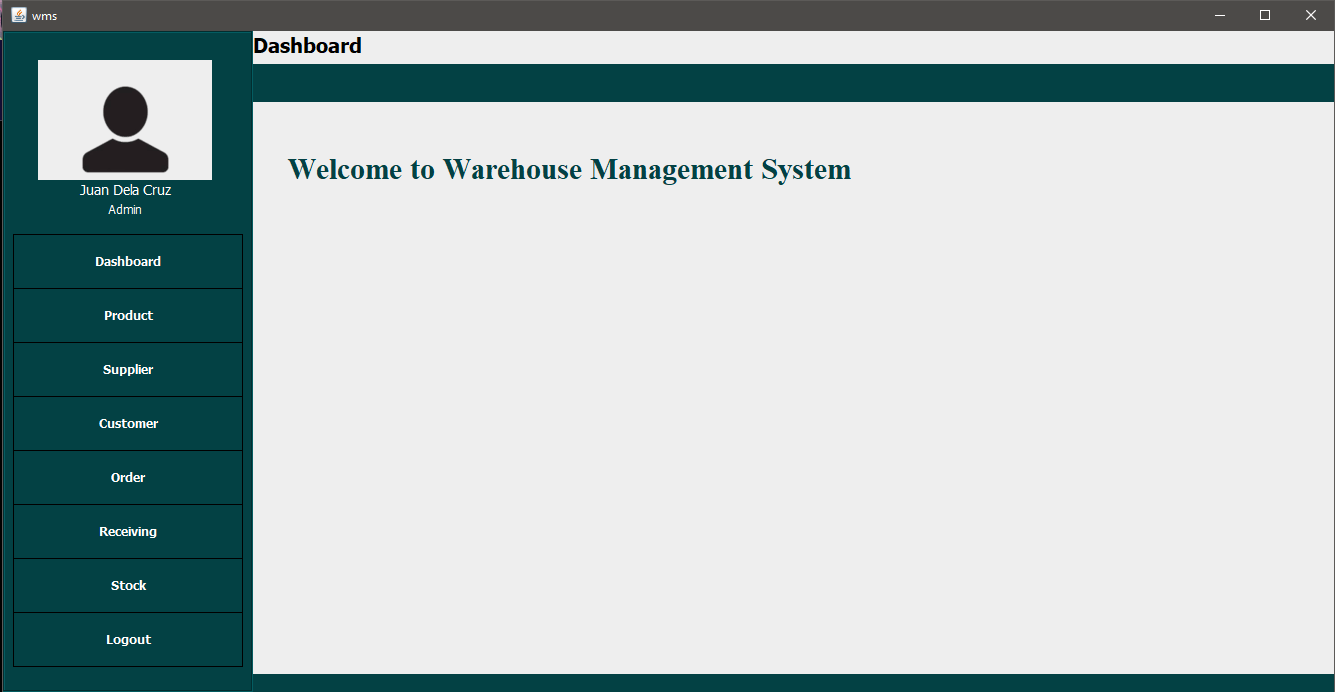 wms
Dashboard
Welcome to Warehouse Management System
Juan Dela Cruz
Admin
Dashboard
Product
Supplier
Customer
Order
Receiving
Stock
Logout